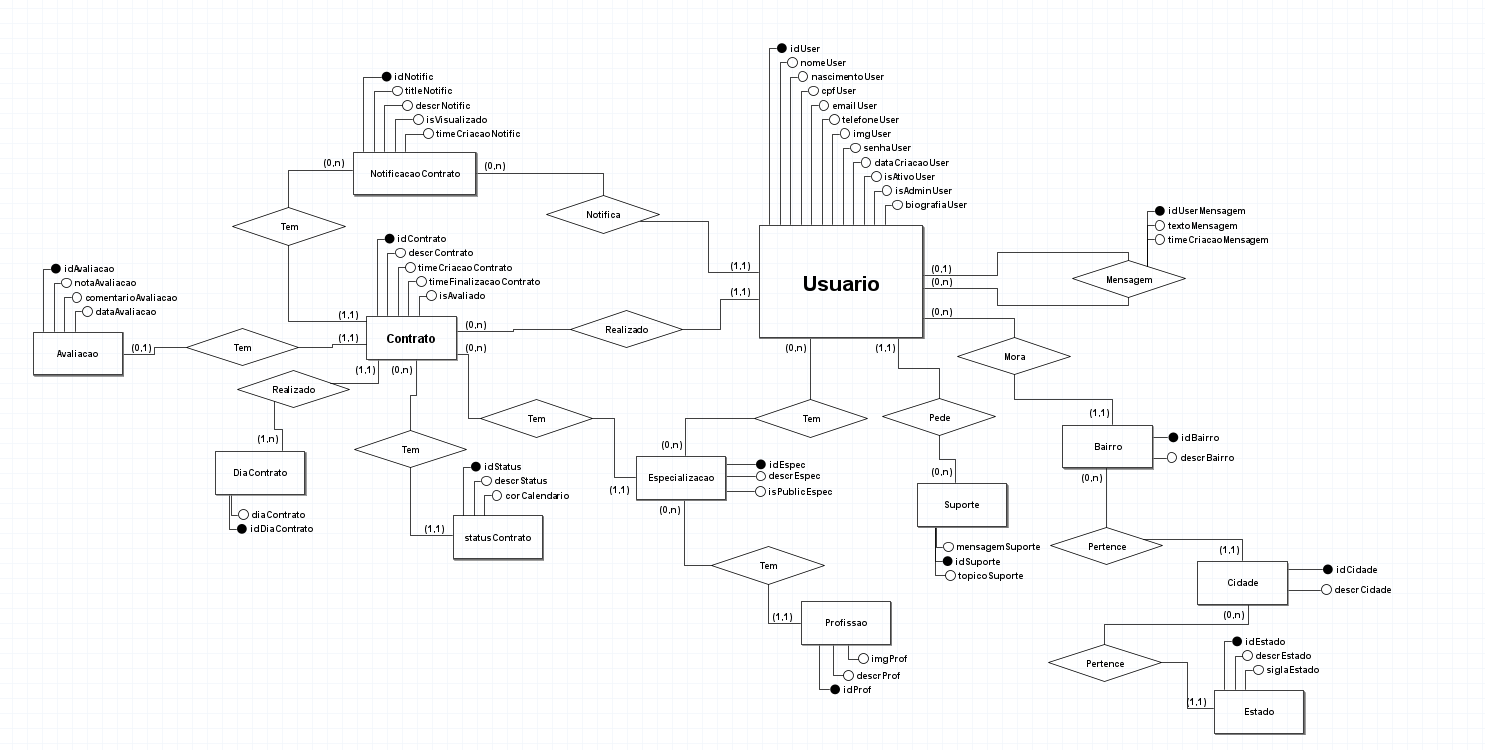 idUser
nomeUser
nascimentoUser
cpfUser
emailUser
telefoneUser
imgUser
senhaUser
dataCriacaoUser
isAtivoUser
isAdminUser
biografiaUser
Usuario
idNotific
titleNotific
descrNotific
isVisualizado
timeCriacaoNotific
NotificacaoContrato
(0,n)
(0,n)
Tem
Notifica
(1,1)
(1,1)
idUserMensagem
textoMensagem
timeCriacaoMensagem
Mensagem
(0,1)
(0,n)
(0,n)
idContrato
descrContrato
timeCriacaoContrato
timeFinalizacaoContrato
isAvaliado
Contrato
(1,1)
(1,1)
(0,n)
(0,n)
(1,1)
(0,n)
Realizado
idAvaliacao
notaAvaliacao
comentarioAvaliacao
dataAvaliacao
Avaliacao
(0,1)
Tem
Realizado
(1,n)
DiaContrato
diaContrato
idDiaContrato
Tem
idStatus
descrStatus
corCalendario
(1,1)
statusContrato
Tem
(1,1)
(0,n)
Tem
(0,n)
Especializacao
idEspec
descrEspec
isPublicEspec
(0,n)
Tem
(1,1)
Profissao
imgProf
descrProf
idProf
(1,1)
Pede
(0,n)
Suporte
mensagemSuporte
idSuporte
topicoSuporte
Mora
(1,1)
Bairro
idBairro
descrBairro
(0,n)
Pertence
(1,1)
Cidade
idCidade
descrCidade
(0,n)
Pertence
idEstado
descrEstado
siglaEstado
(1,1)
Estado